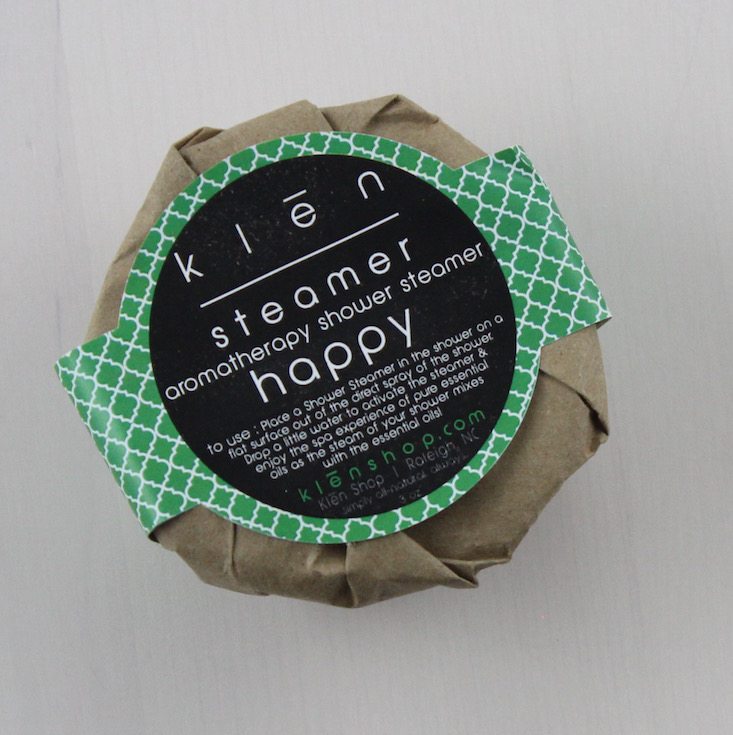 klēn
steamer
aromatherapy shower steamer
happy
to use : Place a Shower Steamer in the shower on a
flat surface out of the direct spray of the shower.
Drop a little water to activate the steamer &
enjoy the spa experience of pure essential
oils as the steam of your shower mixes
with the essential oils!
klēnshop.com
Klēn Shop | Raleigh, NC
simply all-natural always.
3 oz